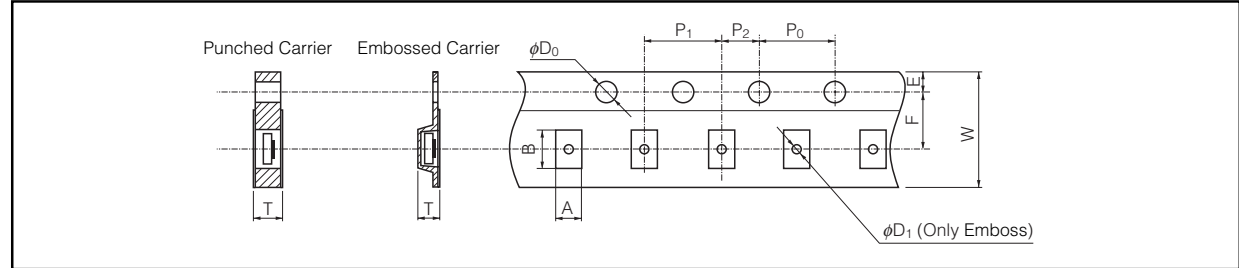 Punched Carrier
Embossed Carrier
ϕD₀
P₁
P₂
P₀
E
F
W
B
T
T
A
ϕD₁ (Only Emboss)